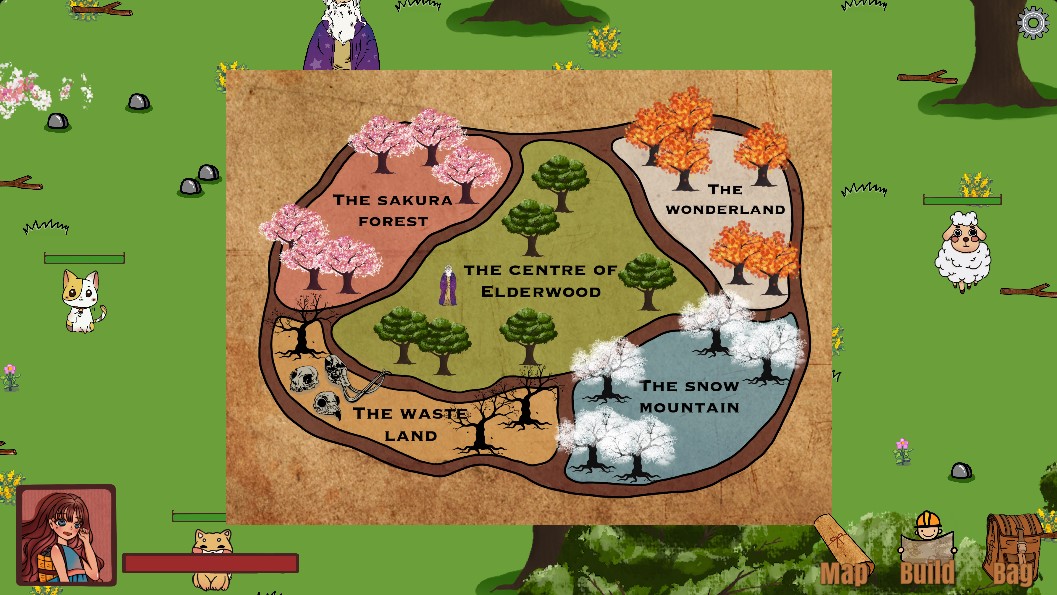 The sakura
forest
The
wonderland
the centre of
Elderwood
The snow
mountain
The waste
land
Map
Build
Bag